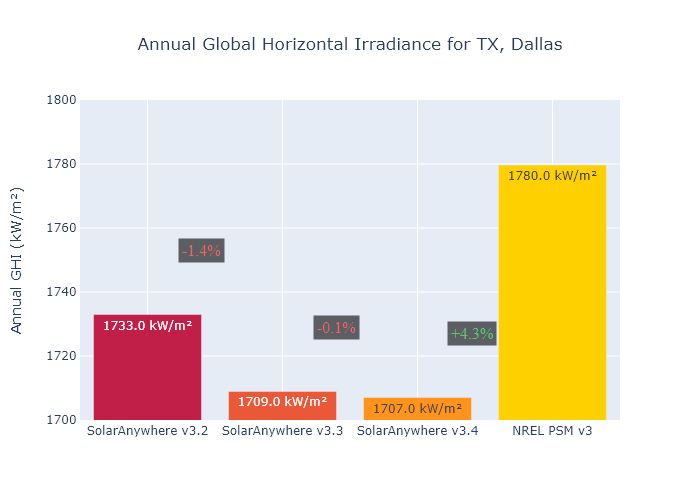 Annual Global Horizontal Irradiance for TX, Dallas
Annual GHI (kW/m²)
1800
1780
1760
1740
1720
1700
1780.0 kW/m²
-1.4%
1733.0 kW/m²
-0.1%
+4.3%
1709.0 kW/m²
1707.0 kW/m²
SolarAnywhere v3.2
SolarAnywhere v3.3
SolarAnywhere v3.4
NREL PSM v3